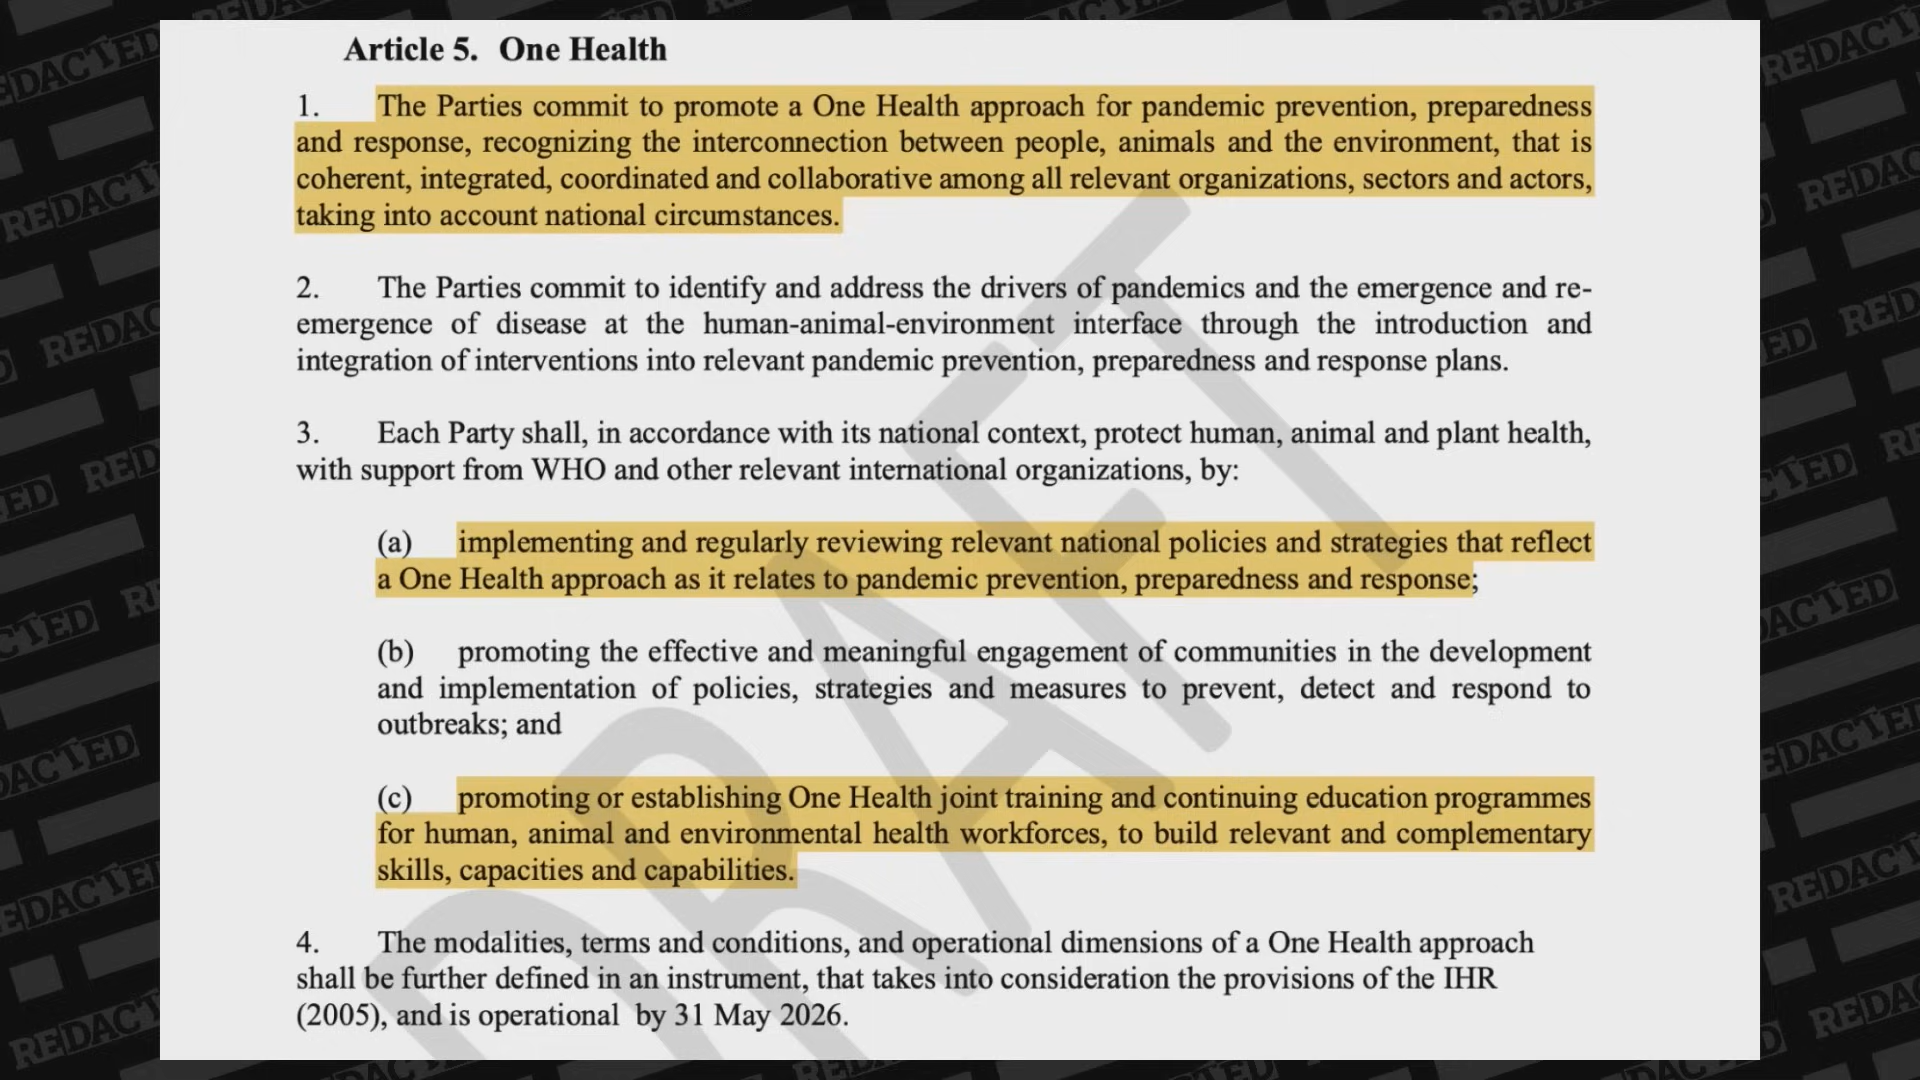 Article 5. One Health
1. The Parties commit to promote a One Health approach for pandemic prevention, preparedness
and response, recognizing the interconnection between people, animals and the environment, that is
coherent, integrated, coordinated and collaborative among all relevant organizations, sectors and actors,
taking into account national circumstances.
2. The Parties commit to identify and address the drivers of pandemics and the emergence and re-
emergence of disease at the human-animal-environment interface through the introduction and
integration of interventions into relevant pandemic prevention, preparedness and response plans.
3. Each Party shall, in accordance with its national context, protect human, animal and plant health,
with support from WHO and other relevant international organizations, by:
(a) implementing and regularly reviewing relevant national policies and strategies that reflect
a One Health approach as it relates to pandemic prevention, preparedness and response;
(b) promoting the effective and meaningful engagement of communities in the development
and implementation of policies, strategies and measures to prevent, detect and respond to
outbreaks; and
(c) promoting or establishing One Health joint training and continuing education programmes
for human, animal and environmental health workforces, to build relevant and complementary
skills, capacities and capabilities.
4. The modalities, terms and conditions, and operational dimensions of a One Health approach
shall be further defined in an instrument, that takes into consideration the provisions of the IHR
(2005), and is operational by 31 May 2026.
DRAFT
REDACTED